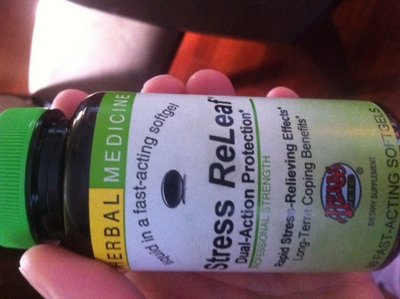 HERBAL MEDICINE
liquid in a fast-acting softgel
Stress ReLeaf*
Dual-Action Protection*
PROFESSIONAL STRENGTH
Rapid Stress-Relieving Effects*
Long-Term Coping Benefits*
Herbs
DIETARY SUPPLEMENT
FAST-ACTING SOFTGELS